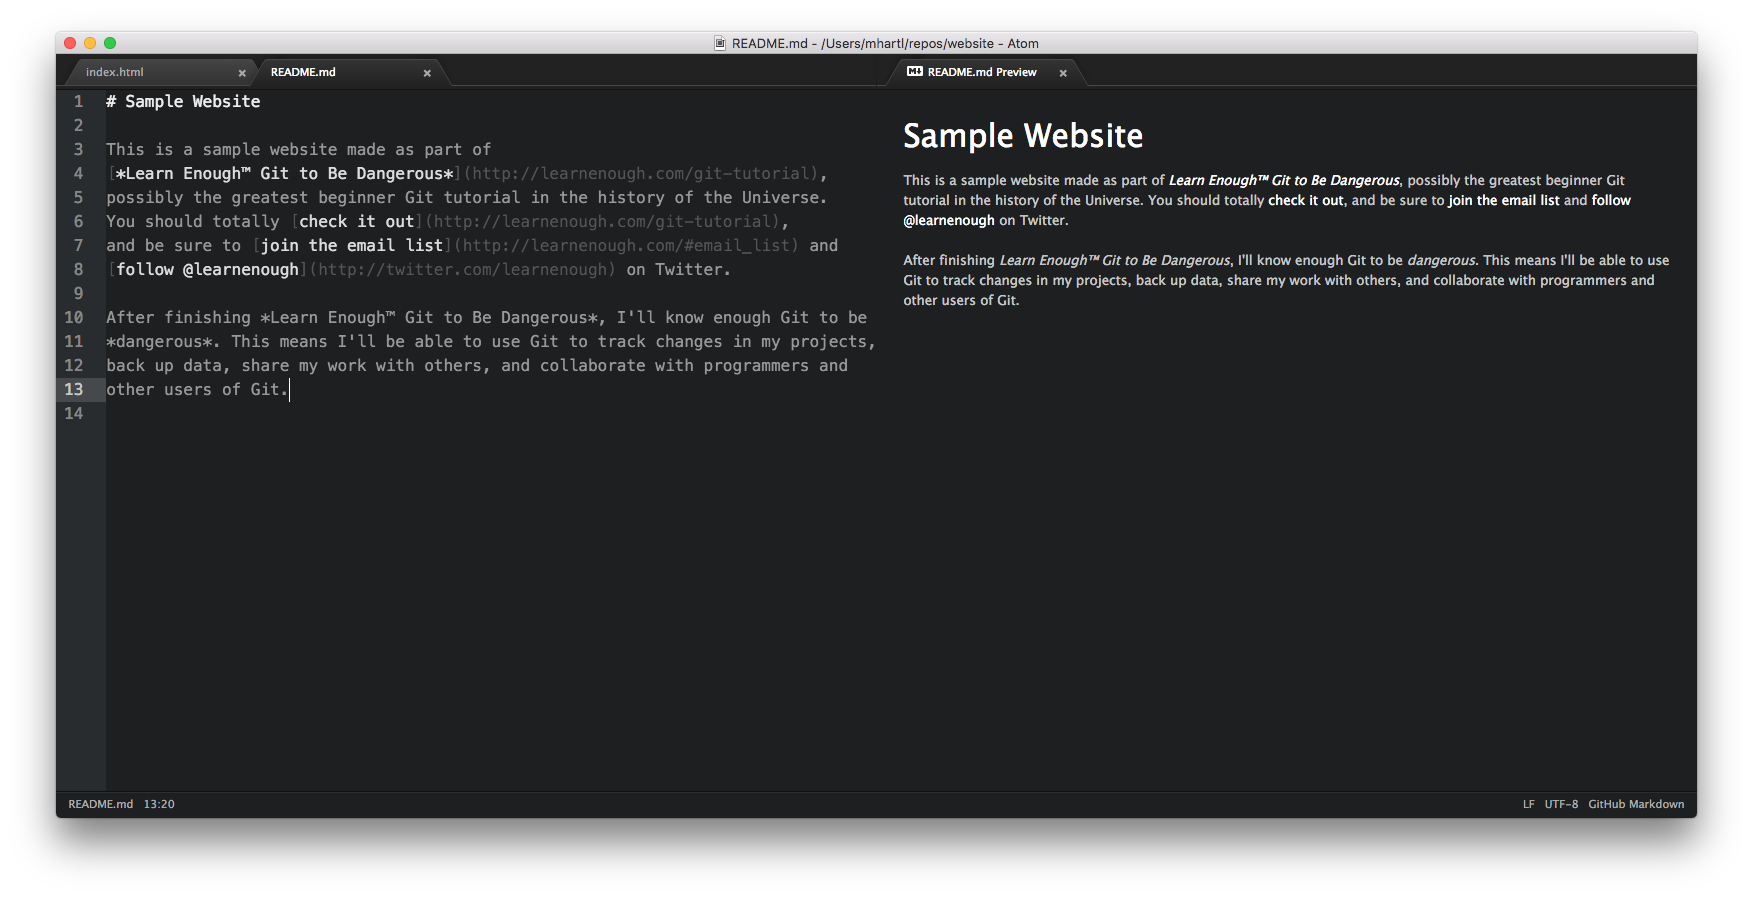 README.md - /Users/mhartl/repos/website - Atom
index.html
README.md
README.md Preview
1 # Sample Website
2
3 This is a sample website made as part of
4 [*Learn Enough™ Git to Be Dangerous*](http://learnenough.com/git-tutorial),
5 possibly the greatest beginner Git tutorial in the history of the Universe.
6 You should totally [check it out](http://learnenough.com/git-tutorial),
7 and be sure to [join the email list](http://learnenough.com/#email_list) and
8 [follow @learnenough](http://twitter.com/learnenough) on Twitter.
9
10 After finishing *Learn Enough™ Git to Be Dangerous*, I'll know enough Git to be
11 *dangerous*. This means I'll be able to use Git to track changes in my projects,
12 back up data, share my work with others, and collaborate with programmers and
13 other users of Git.
14
Sample Website
This is a sample website made as part of Learn Enough™ Git to Be Dangerous, possibly the greatest beginner Git
tutorial in the history of the Universe. You should totally check it out, and be sure to join the email list and follow
@learnenough on Twitter.
After finishing Learn Enough™ Git to Be Dangerous, I'll know enough Git to be dangerous. This means I'll be able to use
Git to track changes in my projects, back up data, share my work with others, and collaborate with programmers and
other users of Git.
README.md 13:20
LF UTF-8 GitHub Markdown